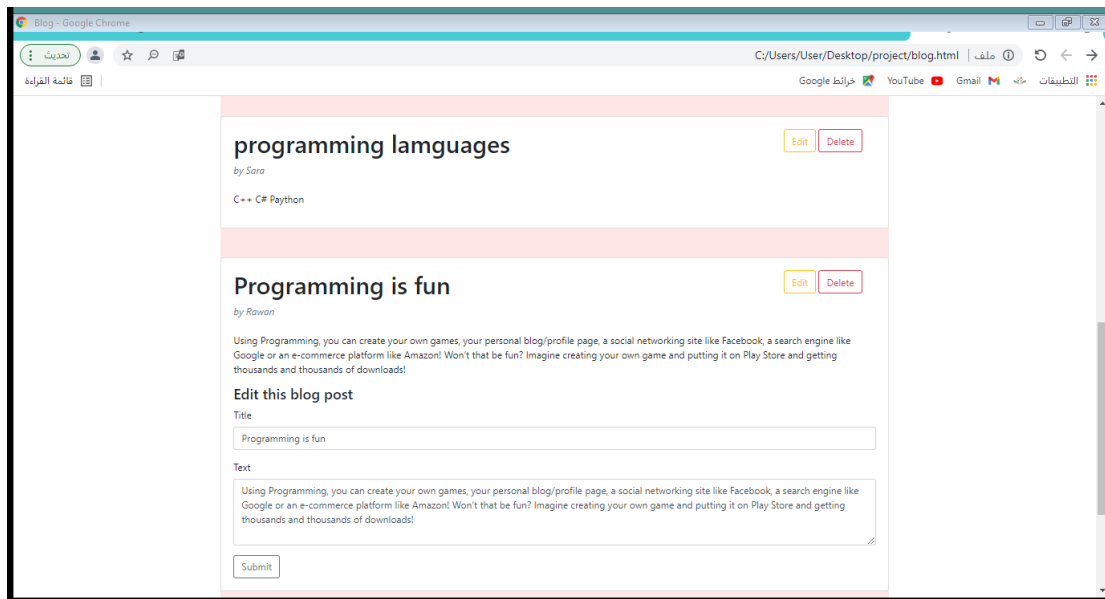 Blog - Google Chrome
تحديث
C:/Users/User/Desktop/project/blog.html | ملف
التطبيقات Gmail YouTube خرائط Google قائمة القراءة
programming lamguages
Edit Delete
by Sara
C++ C# Paython
Programming is fun
Edit Delete
by Rawan
Using Programming, you can create your own games, your personal blog/profile page, a social networking site like Facebook, a search engine like
Google or an e-commerce platform like Amazon! Won't that be fun? Imagine creating your own game and putting it on Play Store and getting
thousands and thousands of downloads!
Edit this blog post
Title
Programming is fun
Text
Using Programming, you can create your own games, your personal blog/profile page, a social networking site like Facebook, a search engine like
Google or an e-commerce platform like Amazon! Won't that be fun? Imagine creating your own game and putting it on Play Store and getting
thousands and thousands of downloads!
Submit